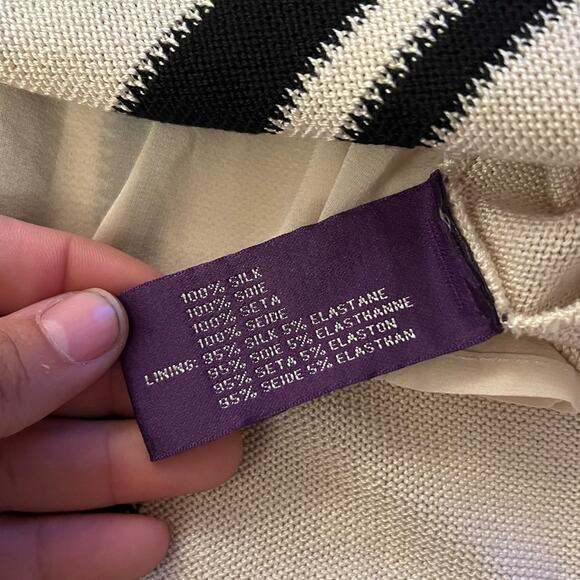 100% SILK
100% SOIE
100% SETA
100% SEIDE
LINING: 95% SILK 5% ELASTANE
95% SOIE 5% ELASTHANNE
95% SETA 5% ELASTON
95% SEIDE 5% ELASTHAN